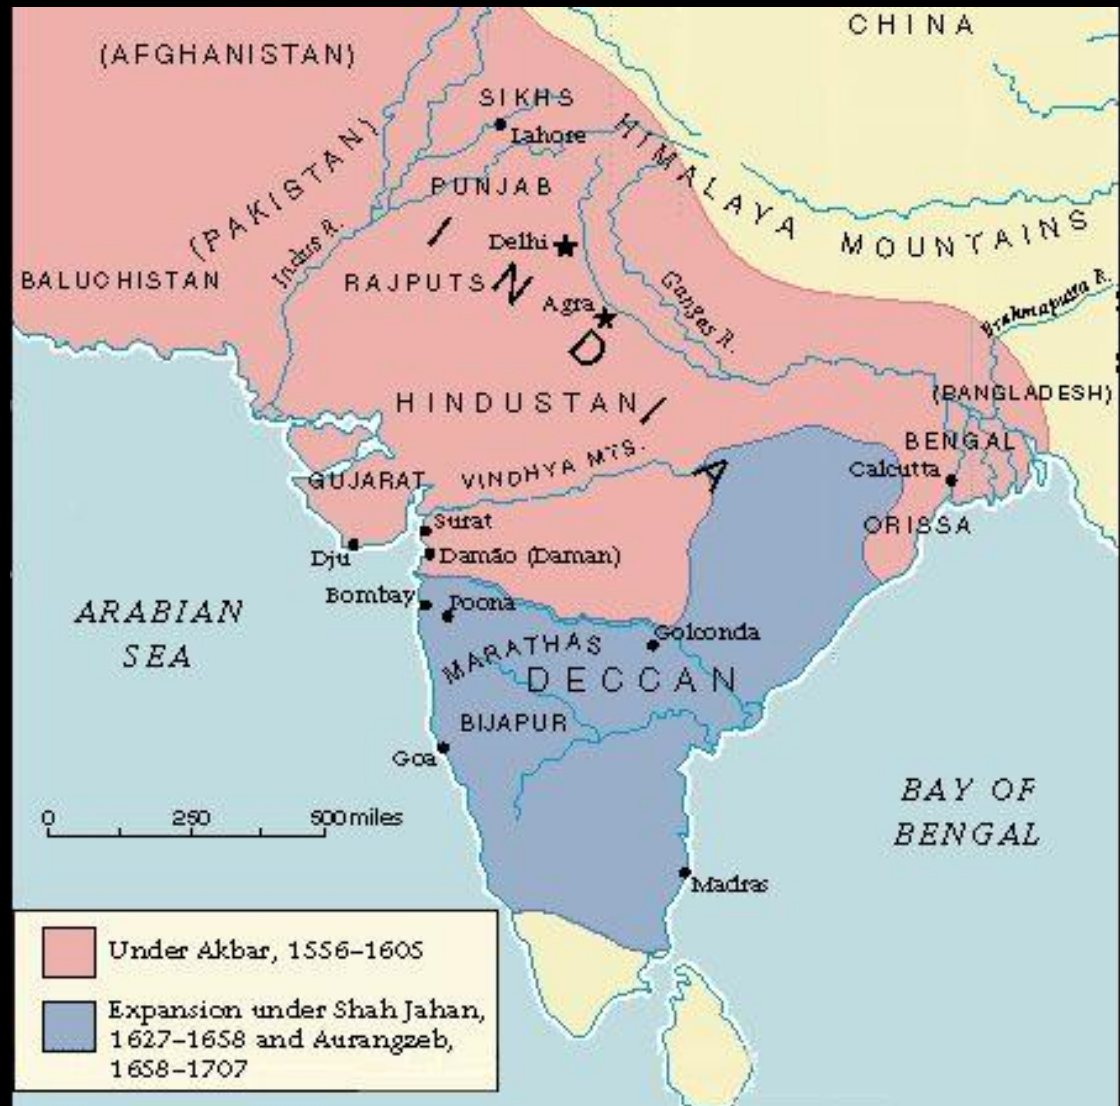 CHINA
(AFGHANISTAN)
SIKHS
Lahore
HIMALAYA MOUNTAINS
(PAKISTAN)
PUNJAB
INDIA
Delhi
Indus R.
BALUCHISTAN
RAJPUTS
Agra
Ganges R.
Brahmaputta R.
(BANGLADESH)
HINDUSTAN
BENGAL
VINDHYA MTS.
Calcutta
GUJARAT
Surat
ORISSA
Dju
Damão (Daman)
Bombay
Poona
ARABIAN
SEA
Golconda
MARATHAS
DECCAN
BIJAPUR
Goa
BAY OF
BENGAL
0 250 500 miles
Madras
Under Akbar, 1556–1605
Expansion under Shah Jahan,
1627–1658 and Aurangzeb,
1658–1707